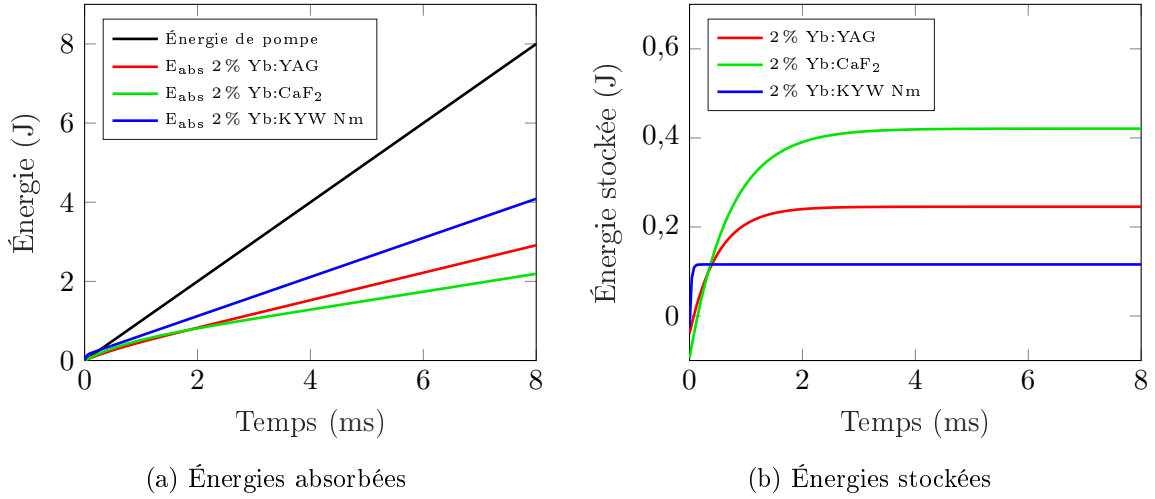 Énergie de pompe
E_abs 2 % Yb:YAG
E_abs 2 % Yb:CaF₂
E_abs 2 % Yb:KYW Nm
8
6
4
2
0
Énergie (J)
0 2 4 6 8
Temps (ms)
(a) Énergies absorbées
2 % Yb:YAG
2 % Yb:CaF₂
2 % Yb:KYW Nm
0,6
0,4
0,2
0
Énergie stockée (J)
0 2 4 6 8
Temps (ms)
(b) Énergies stockées